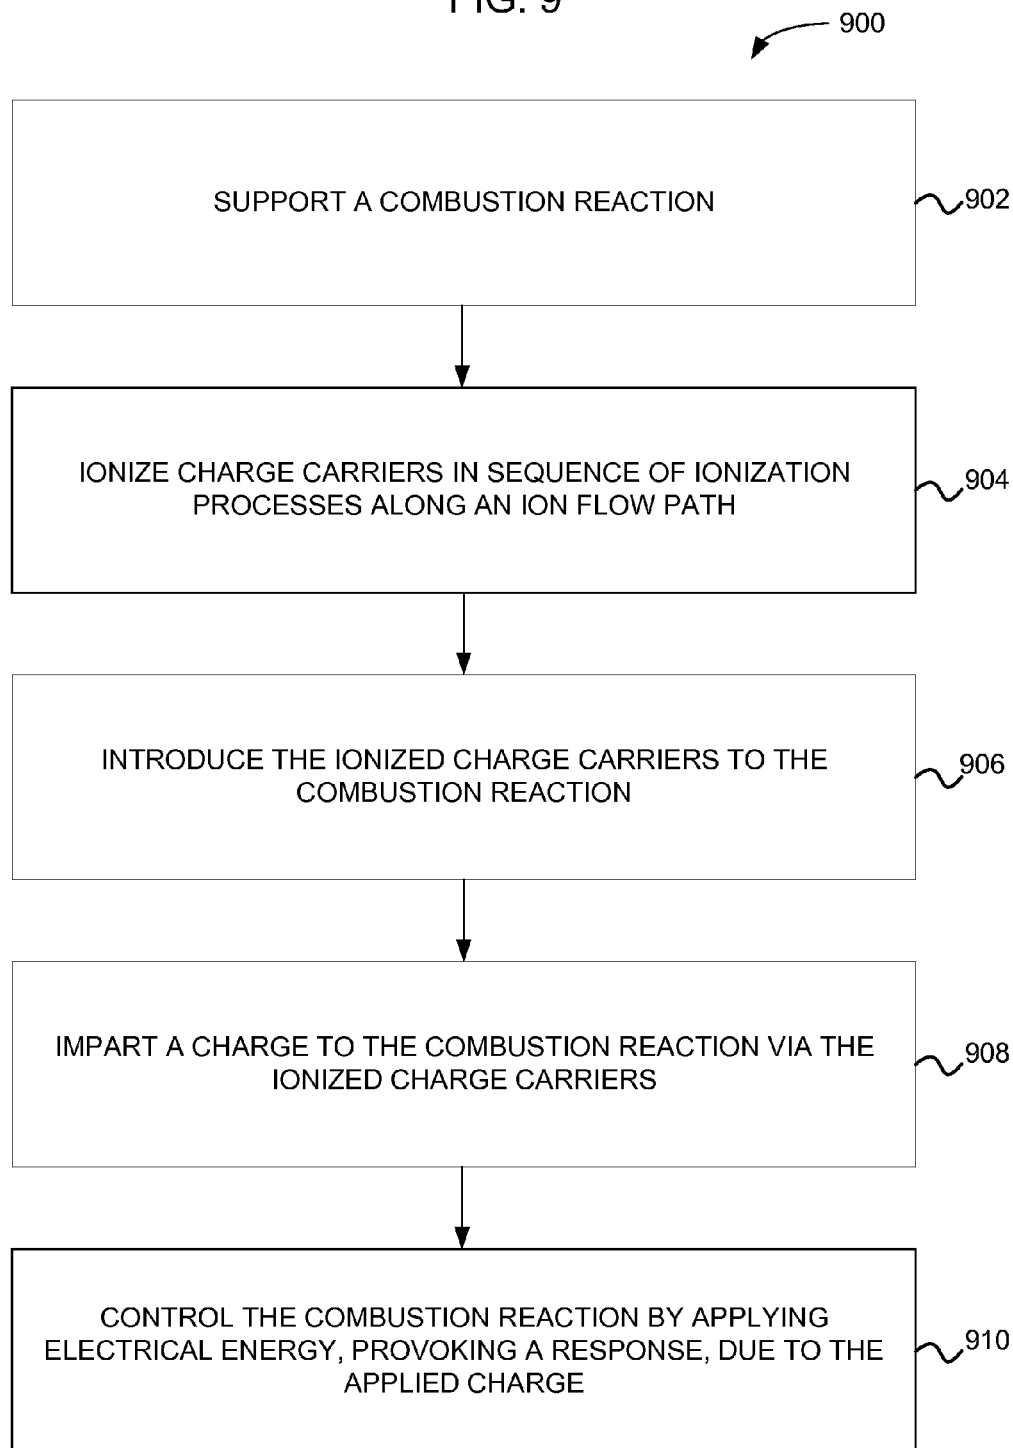 FIG. 9
900
SUPPORT A COMBUSTION REACTION
902
IONIZE CHARGE CARRIERS IN SEQUENCE OF IONIZATION
PROCESSES ALONG AN ION FLOW PATH
904
INTRODUCE THE IONIZED CHARGE CARRIERS TO THE
COMBUSTION REACTION
906
IMPART A CHARGE TO THE COMBUSTION REACTION VIA THE
IONIZED CHARGE CARRIERS
908
CONTROL THE COMBUSTION REACTION BY APPLYING
ELECTRICAL ENERGY, PROVOKING A RESPONSE, DUE TO THE
APPLIED CHARGE
910